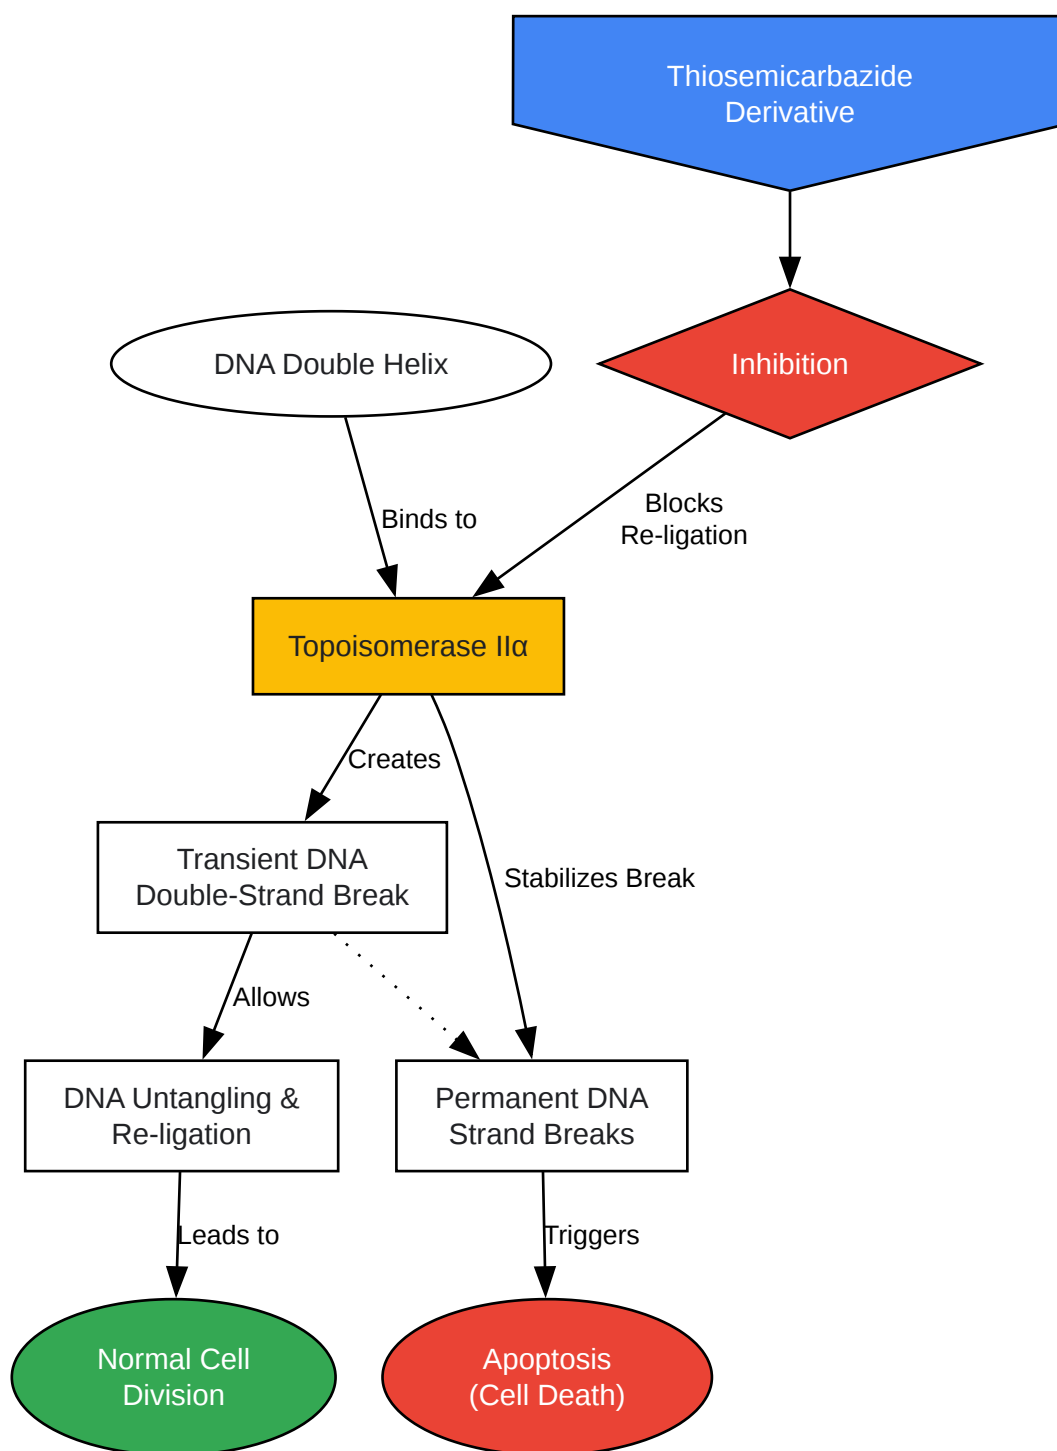 Thiosemicarbazide
Derivative
DNA Double Helix
Inhibition
Binds to
Blocks
Re-ligation
Topoisomerase IIα
Creates
Transient DNA
Double-Strand Break
Stabilizes Break
Allows
DNA Untangling &
Re-ligation
Permanent DNA
Strand Breaks
Leads to
Triggers
Normal Cell
Division
Apoptosis
(Cell Death)